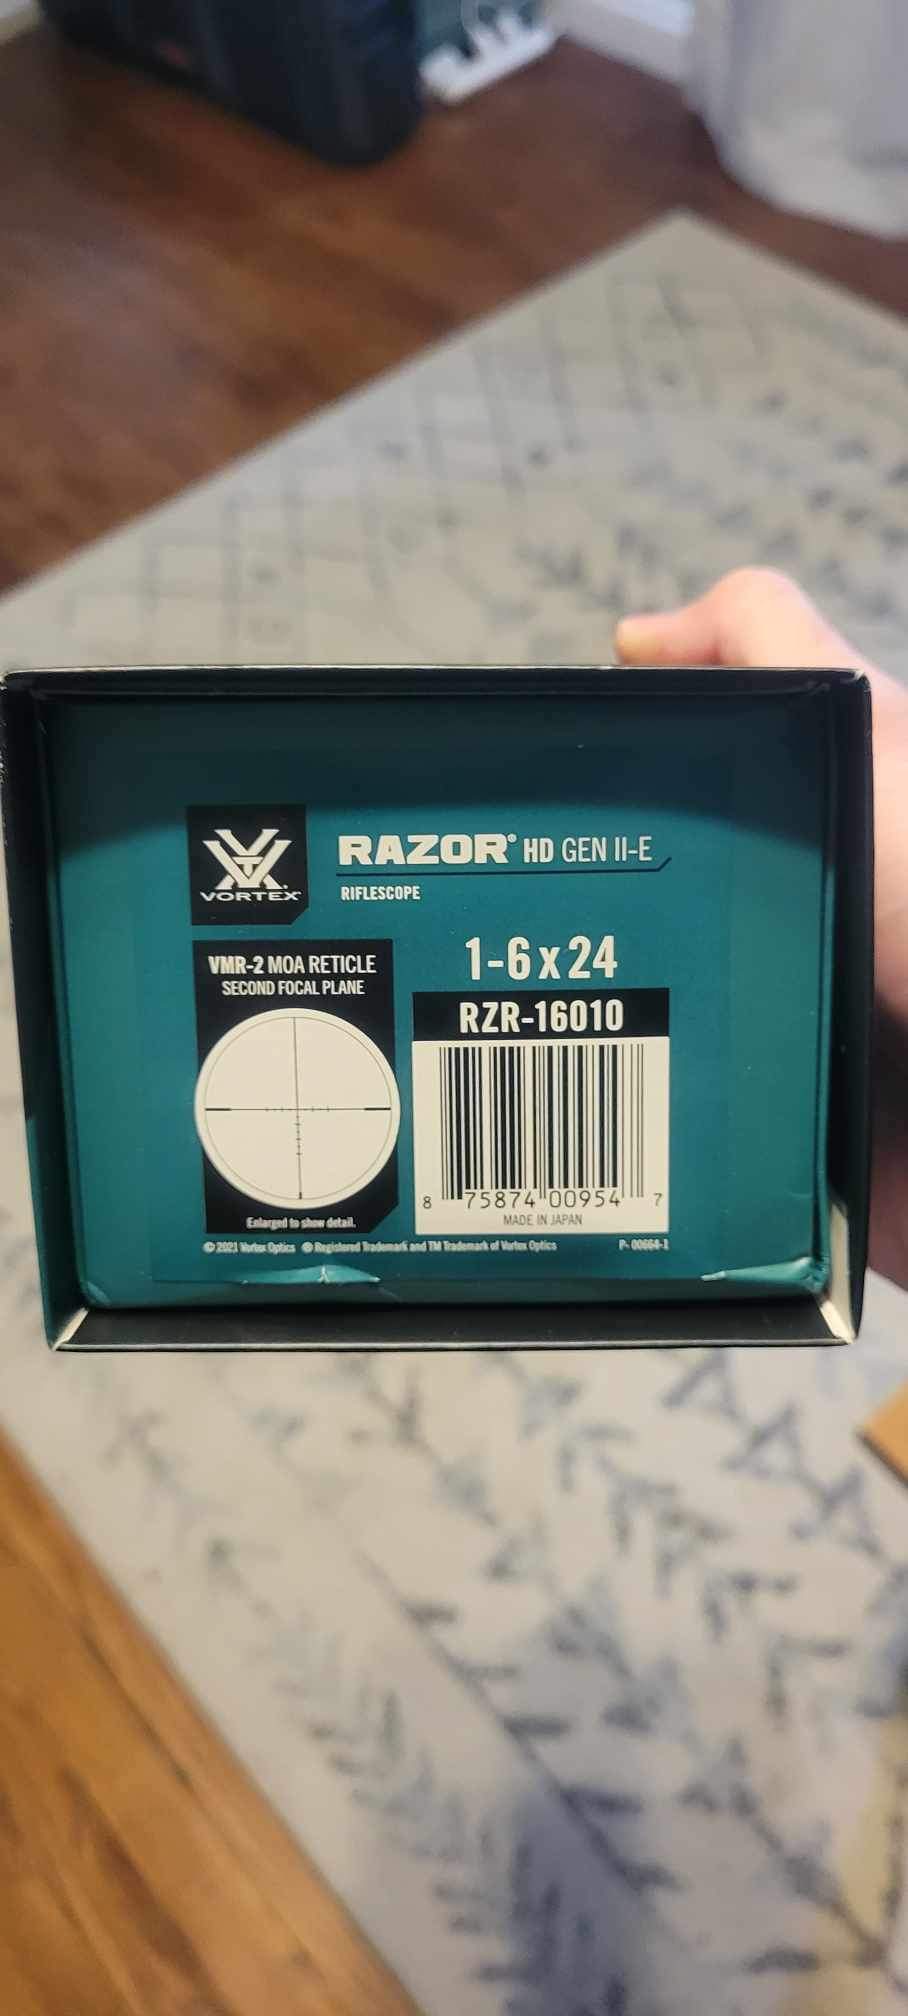 VORTEX
RAZOR® HD GEN II-E
RIFLESCOPE
VMR-2 MOA RETICLE
SECOND FOCAL PLANE
Enlarged to show detail.
1-6 x 24
RZR-16010
8 75874 00954 7
MADE IN JAPAN
© 2021 Vortex Optics ® Registered Trademark and TM Trademark of Vortex Optics
P- 00664-1